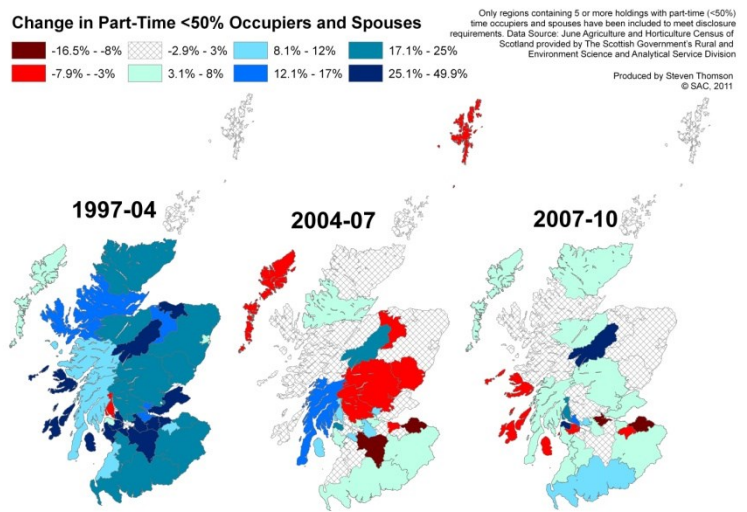 Change in Part-Time <50% Occupiers and Spouses
-16.5% - -8%
-2.9% - 3%
8.1% - 12%
17.1% - 25%
-7.9% - -3%
3.1% - 8%
12.1% - 17%
25.1% - 49.9%
Only regions containing 5 or more holdings with part-time (<50%)
time occupiers and spouses have been included to meet disclosure
requirements. Data Source: June Agriculture and Horticulture Census of
Scotland provided by The Scottish Government's Rural and
Environment Science and Analytical Service Division
Produced by Steven Thomson
© SAC, 2011
1997-04
2004-07
2007-10